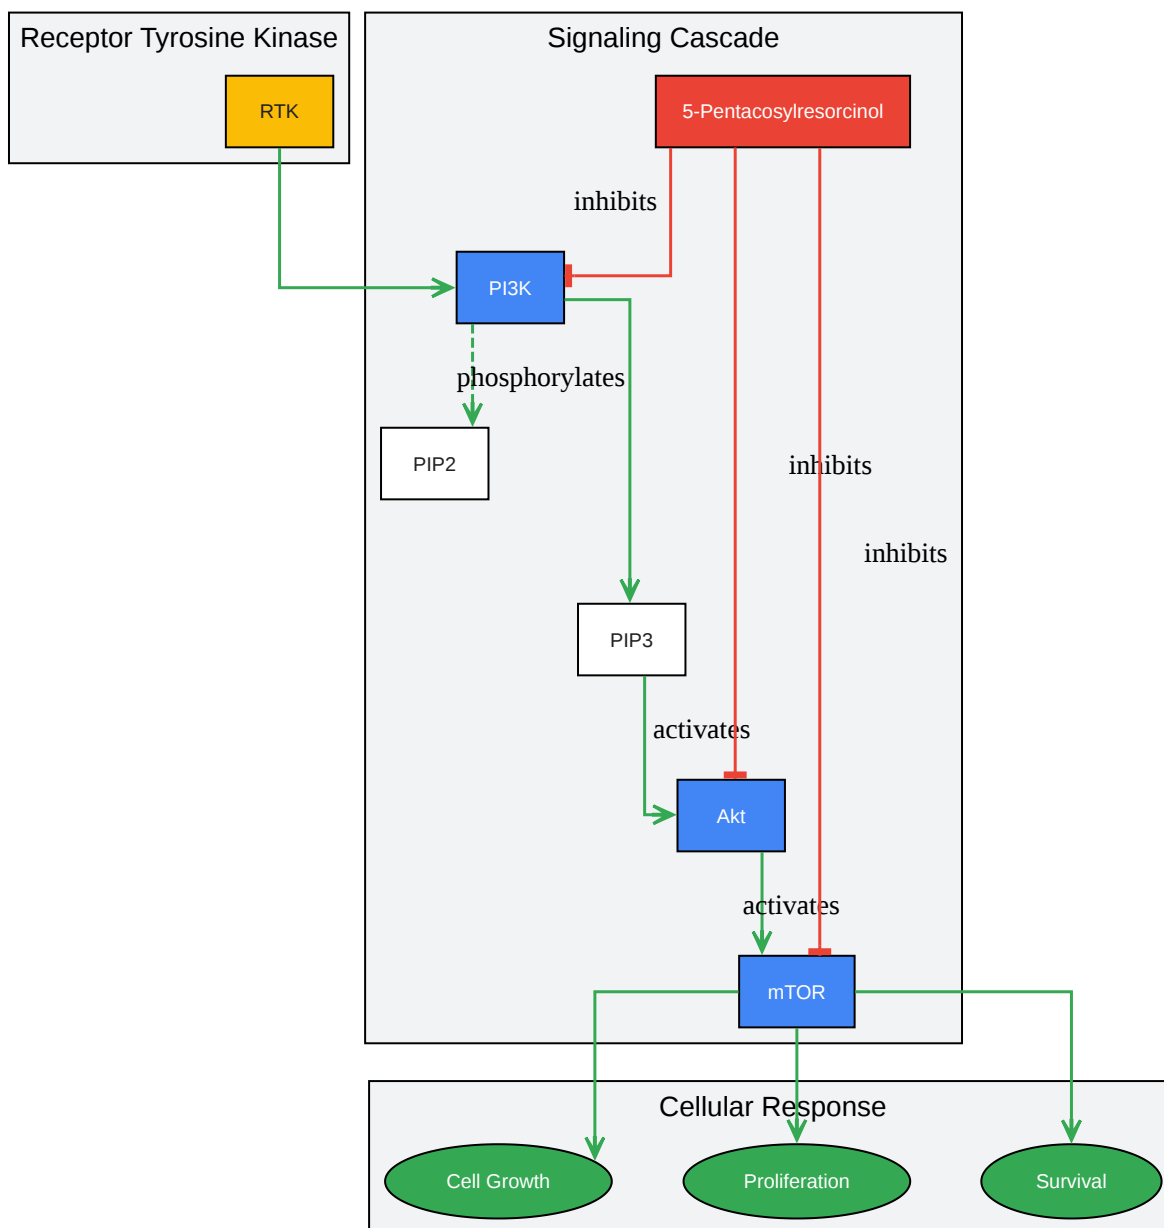 Receptor Tyrosine Kinase
Signaling Cascade
RTK
5-Pentacosylresorcinol
inhibits
PI3K
phosphorylates
PIP2
inhibits
inhibits
PIP3
activates
Akt
activates
mTOR
Cellular Response
Cell Growth
Proliferation
Survival